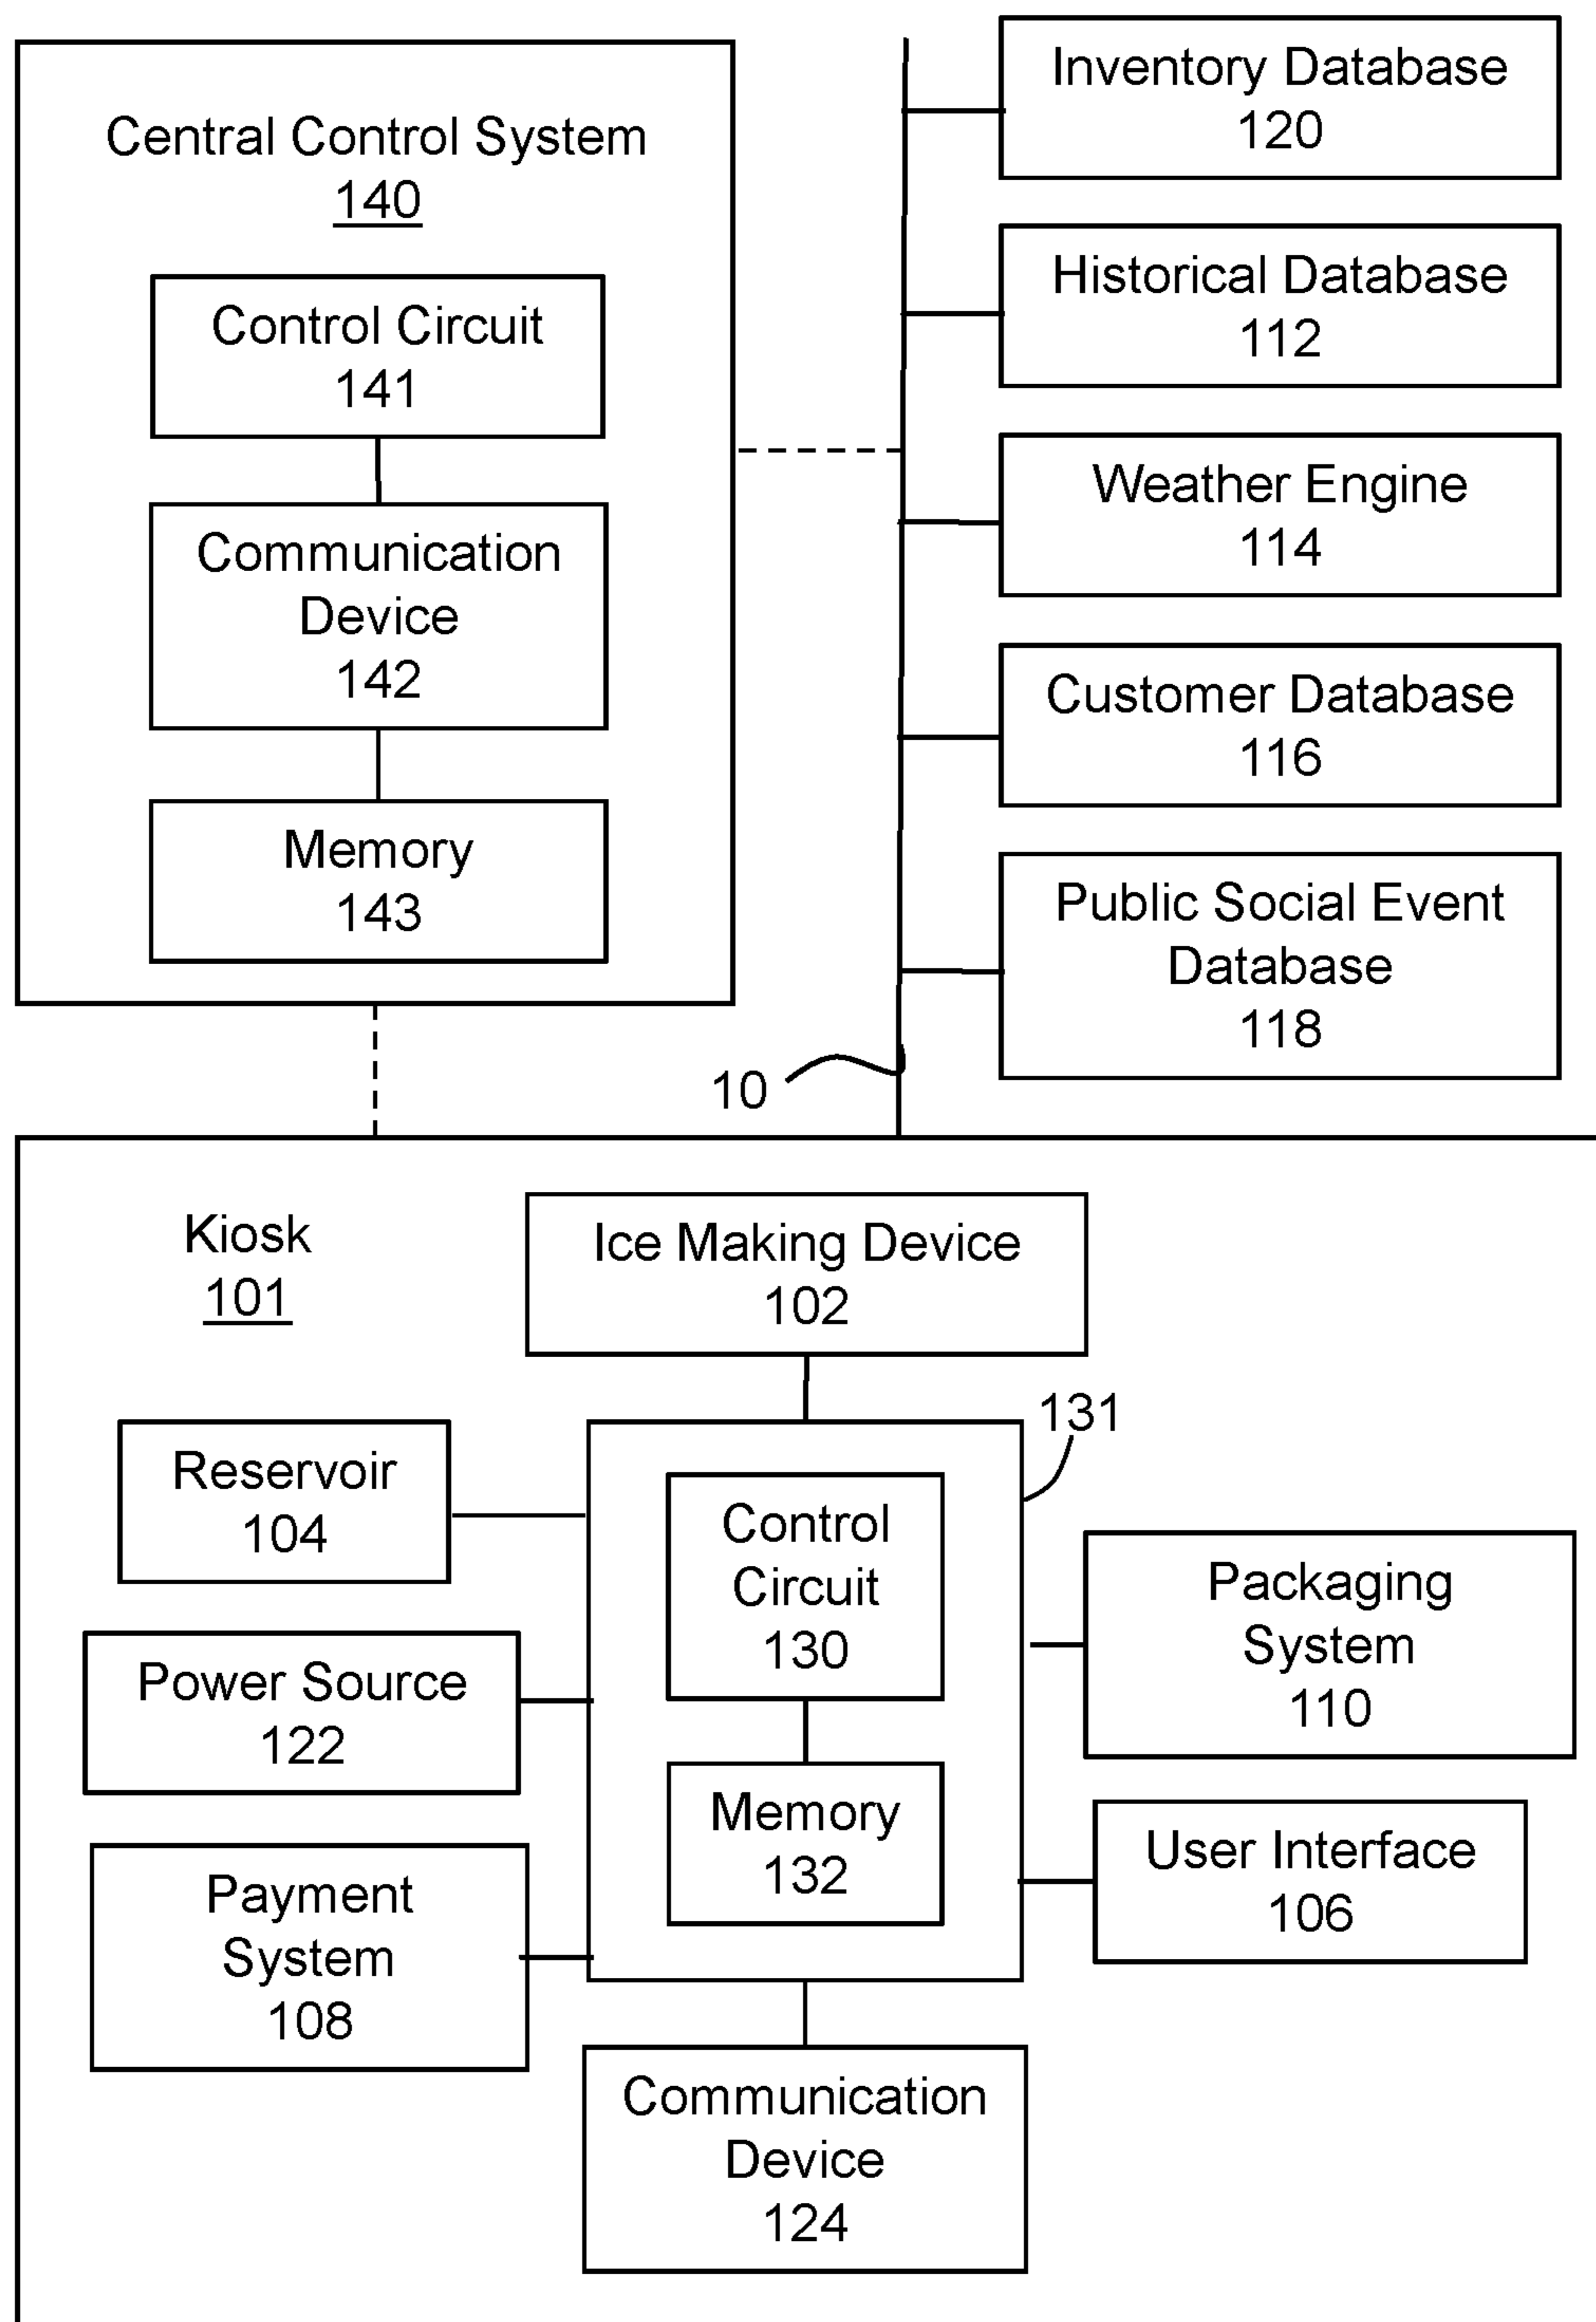 Central Control System
140
Control Circuit
141
Communication
Device
142
Memory
143
Inventory Database
120
Historical Database
112
Weather Engine
114
Customer Database
116
Public Social Event
Database
118
10
Kiosk
101
Ice Making Device
102
131
Reservoir
104
Control
Circuit
130
Packaging
System
110
Power Source
122
Memory
132
User Interface
106
Payment
System
108
Communication
Device
124